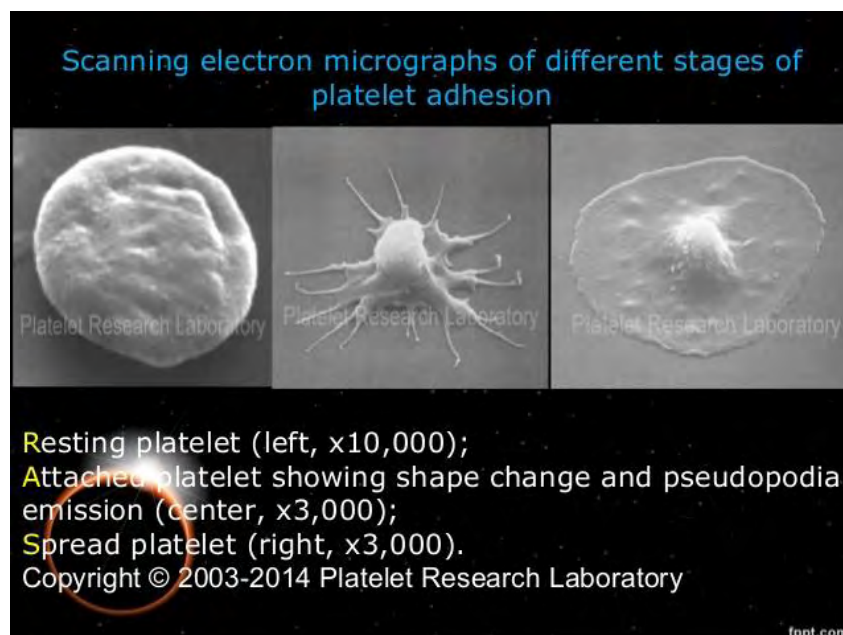 Scanning electron micrographs of different stages of
platelet adhesion
Platelet Research Laboratory
Platelet Research Laboratory
Platelet Research Laboratory
Resting platelet (left, x10,000);
Attached platelet showing shape change and pseudopodia
emission (center, x3,000);
Spread platelet (right, x3,000).
Copyright © 2003-2014 Platelet Research Laboratory